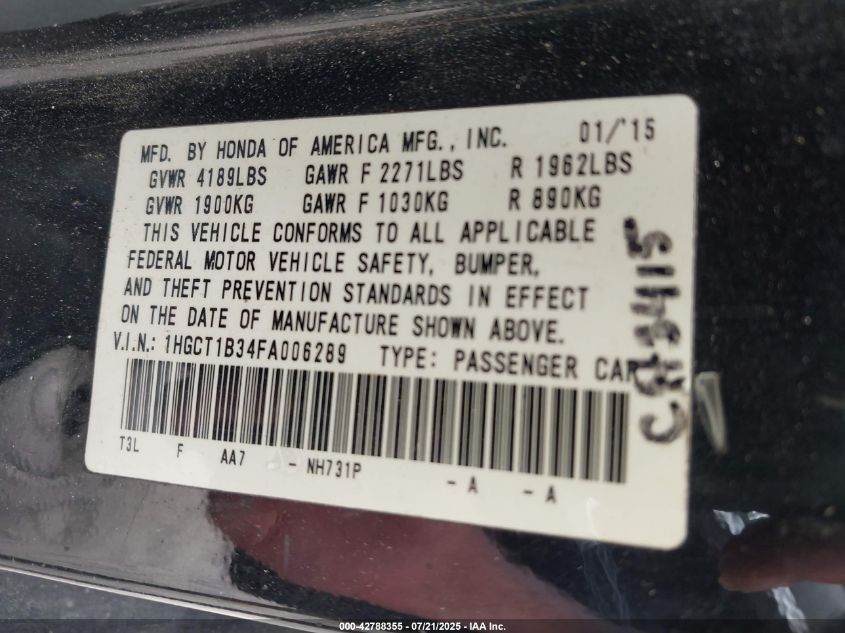 MFD. BY HONDA OF AMERICA MFG., INC. 01/'15
GVWR 4189LBS GAWR F 2271LBS R 1962LBS
GVWR 1900KG GAWR F 1030KG R 890KG
THIS VEHICLE CONFORMS TO ALL APPLICABLE
FEDERAL MOTOR VEHICLE SAFETY, BUMPER,
AND THEFT PREVENTION STANDARDS IN EFFECT
ON THE DATE OF MANUFACTURE SHOWN ABOVE.
V.I.N.: 1HGCT1B34FA006289 TYPE: PASSENGER CAR
T3L F AA7 - NH731P - A - A
000-42788355 - 07/21/2025 - IAA Inc.